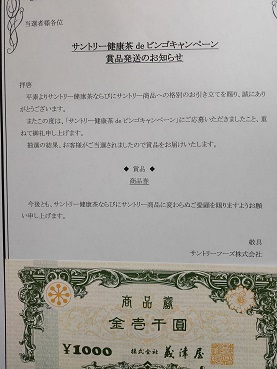 当選者様各位
サントリー健康茶 de ビンゴキャンペーン
賞品発送のお知らせ
拝啓
平素よりサントリー健康茶ならびにサントリー商品への格別のお引き立てを賜り、誠にあり
がとうございます。
またこの度は、「サントリー健康茶 de ビンゴキャンペーン」にご応募いただきましたこと、重
ねて御礼申し上げます。
抽選の結果、お客様がご当選されましたので賞品をお届けいたします。
◆ 賞品 ◆
商品券
今後とも、サントリー健康茶ならびにサントリー商品に変わらぬご愛顧を賜りますようお願
い申し上げます。
敬具
サントリーフーズ株式会社
商品券
金壱千圓
¥1000 株式会社 義津屋